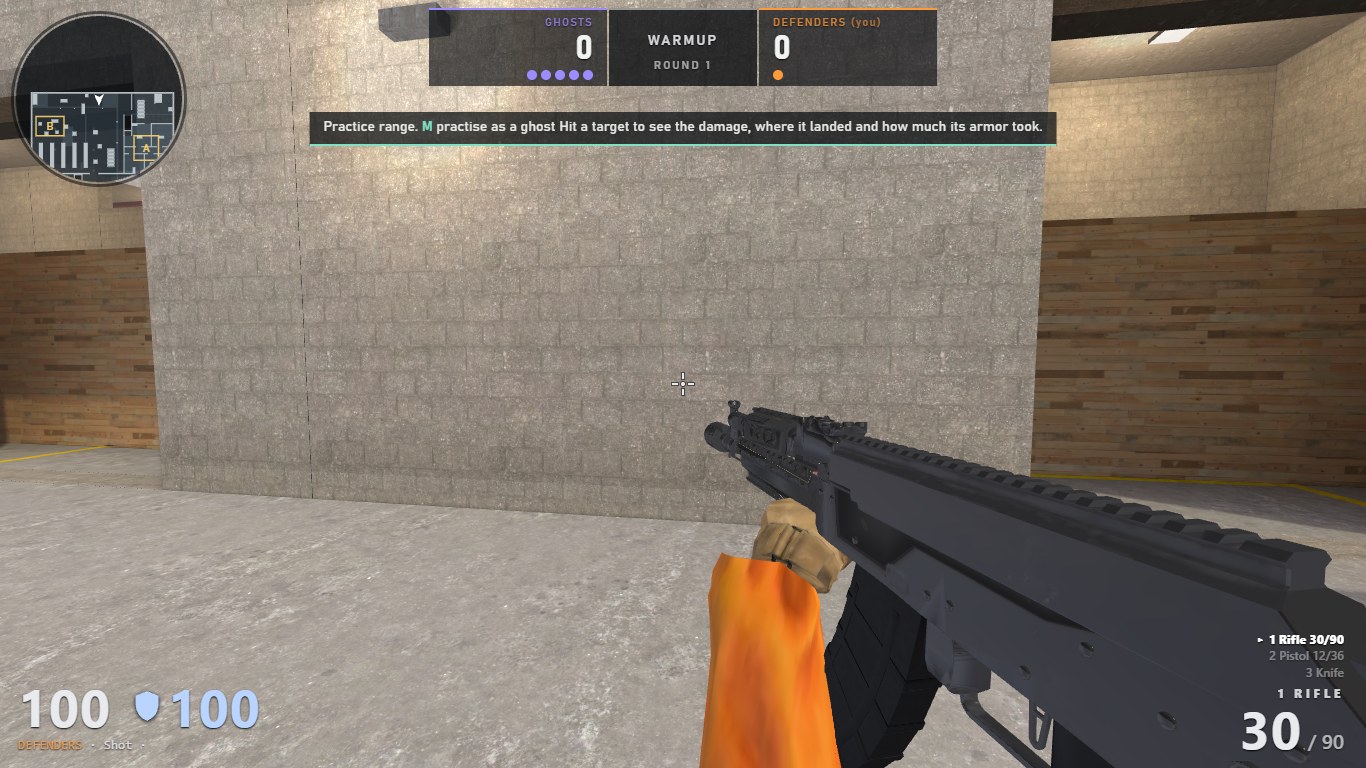 GHOSTS
0
WARMUP
ROUND 1
DEFENDERS (you)
0
Practice range. M practise as a ghost Hit a target to see the damage, where it landed and how much its armor took.
B
A
▸ 1 Rifle 30/90
2 Pistol 12/36
3 Knife
1 RIFLE
30 / 90
100 100
DEFENDERS · Shot ·